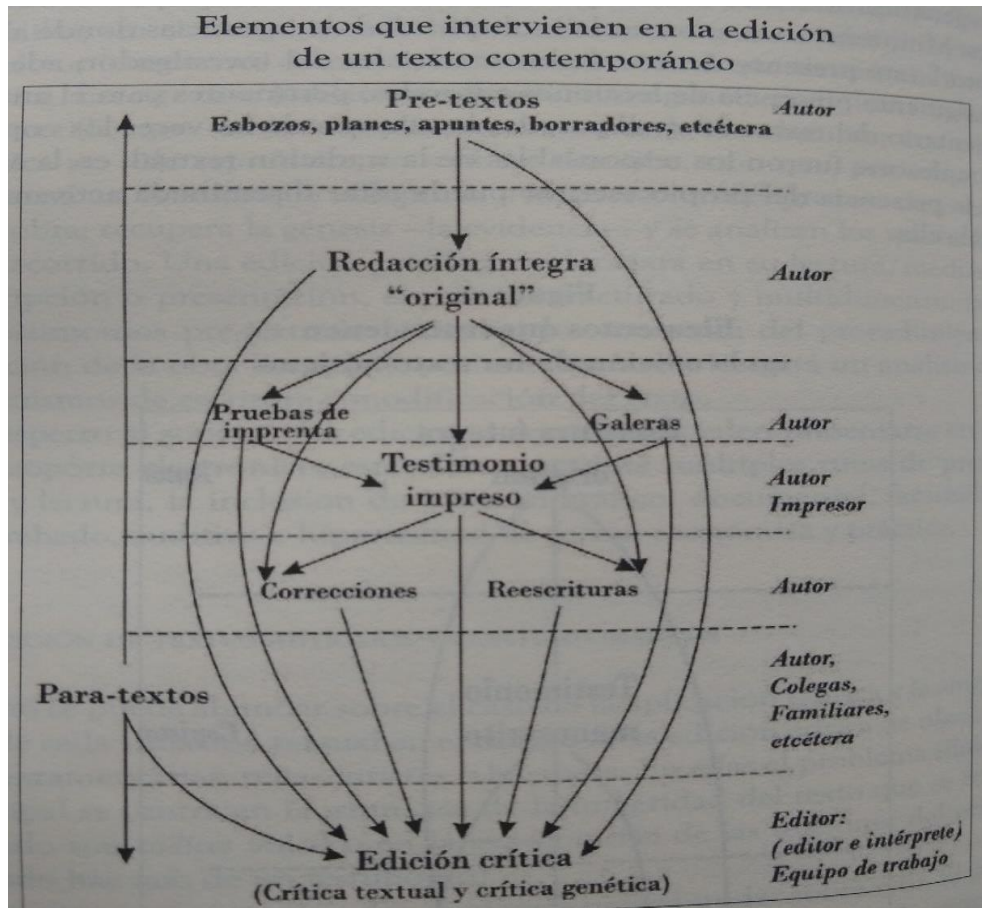 Elementos que intervienen en la edición
de un texto contemporáneo
Pre-textos
Autor
Esbozos, planes, apuntes, borradores, etcétera
Redacción íntegra
Autor
“original”
Pruebas de
imprenta
Galeras
Autor
Testimonio
impreso
Autor
Impresor
Correcciones
Reescrituras
Autor
Para-textos
Autor,
Colegas,
Familiares,
etcétera
Edición crítica
(Crítica textual y crítica genética)
Editor:
(editor e intérprete)
Equipo de trabajo